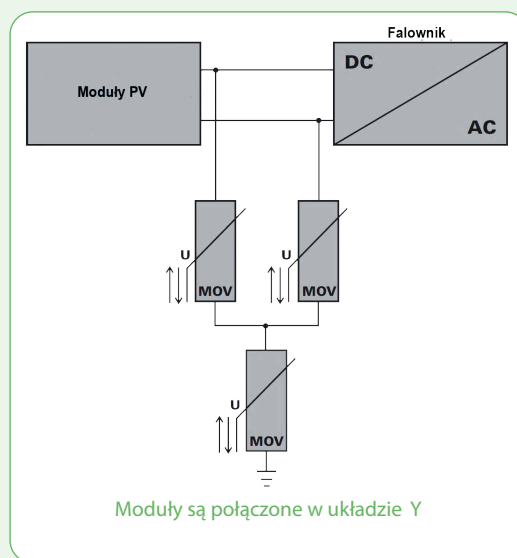 Falownik
Moduły PV
DC
AC
U
MOV
U
MOV
U
MOV
Moduły są połączone w układzie Y